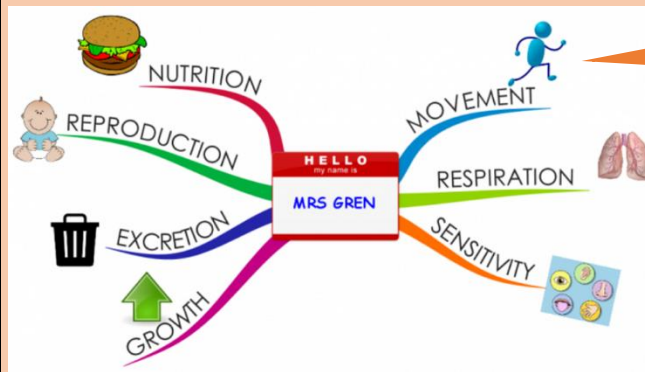 NUTRITION
REPRODUCTION
EXCRETION
GROWTH
HELLO
my name is
MRS GREN
MOVEMENT
RESPIRATION
SENSITIVITY